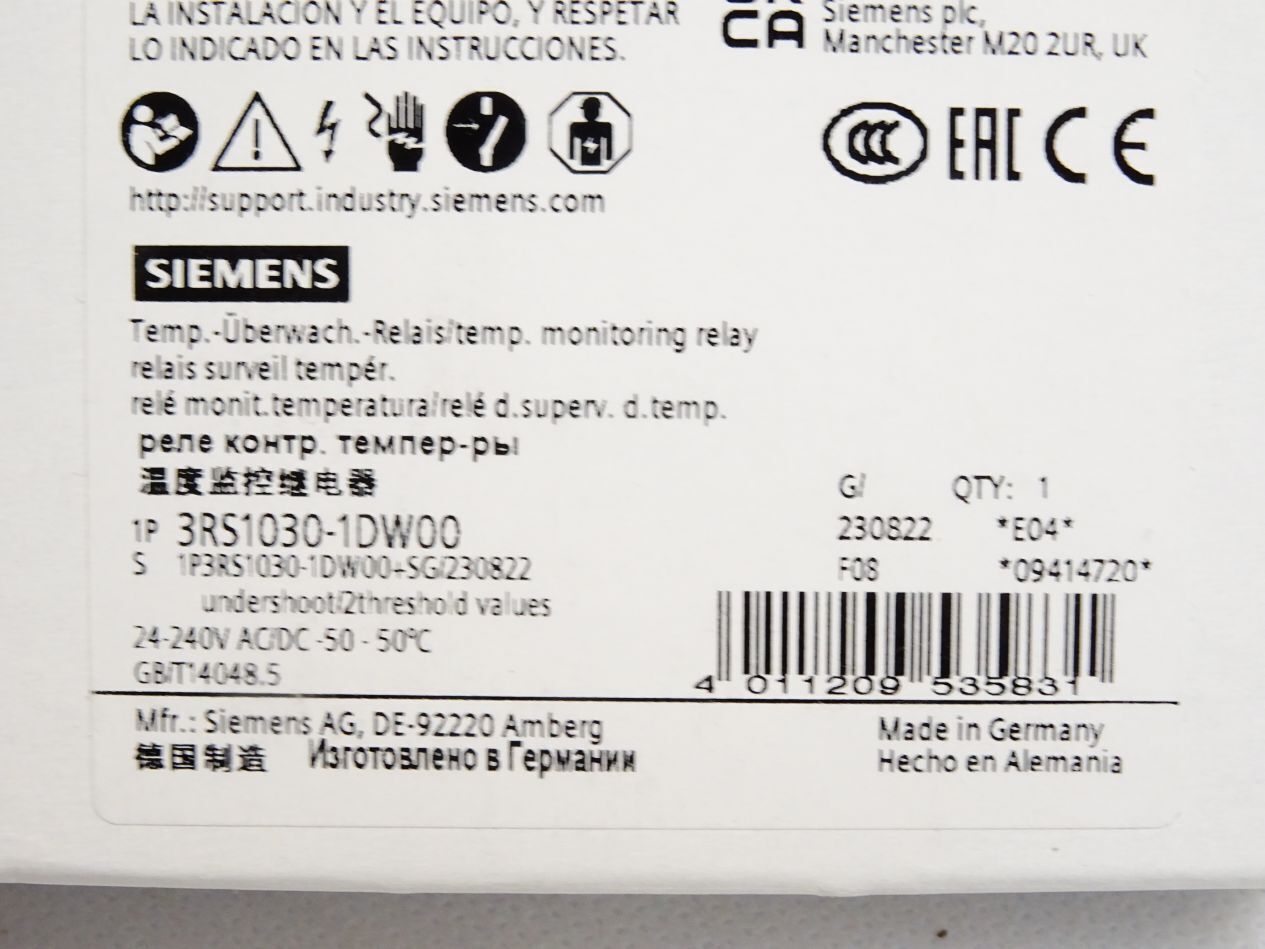 LA INSTALACIÓN Y EL EQUIPO, Y RESPETAR
LO INDICADO EN LAS INSTRUCCIONES.
CA
Siemens plc,
Manchester M20 2UR, UK
http://support.industry.siemens.com
CCC EAC CE
SIEMENS
Temp.-Überwach.-Relais/temp. monitoring relay
relais surveil tempér.
relé monit.temperatura/relé d.superv. d.temp.
реле контр. темпер-ры
温度监控继电器
G/ QTY: 1
1P 3RS1030-1DW00
230822 *E04*
S 1P3RS1030-1DW00+SG/230822
F08 *09414720*
undershoot/2threshold values
24-240V AC/DC -50 - 50°C
GB/T14048.5
4 011209 535831
Mfr.: Siemens AG, DE-92220 Amberg
德国制造 Изготовлено в Германии
Made in Germany
Hecho en Alemania